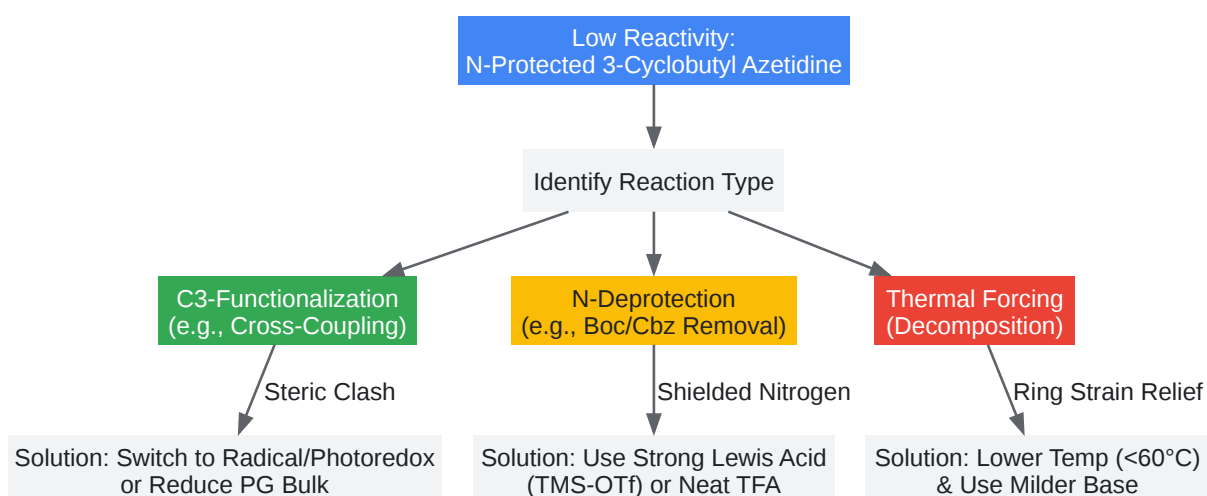 Low Reactivity:
N-Protected 3-Cyclobutyl Azetidine
Identify Reaction Type
C3-Functionalization
(e.g., Cross-Coupling)
N-Deprotection
(e.g., Boc/Cbz Removal)
Thermal Forcing
(Decomposition)
Steric Clash
Shielded Nitrogen
Ring Strain Relief
Solution: Switch to Radical/Photoredox
or Reduce PG Bulk
Solution: Use Strong Lewis Acid
(TMS-OTf) or Neat TFA
Solution: Lower Temp (<60°C)
& Use Milder Base